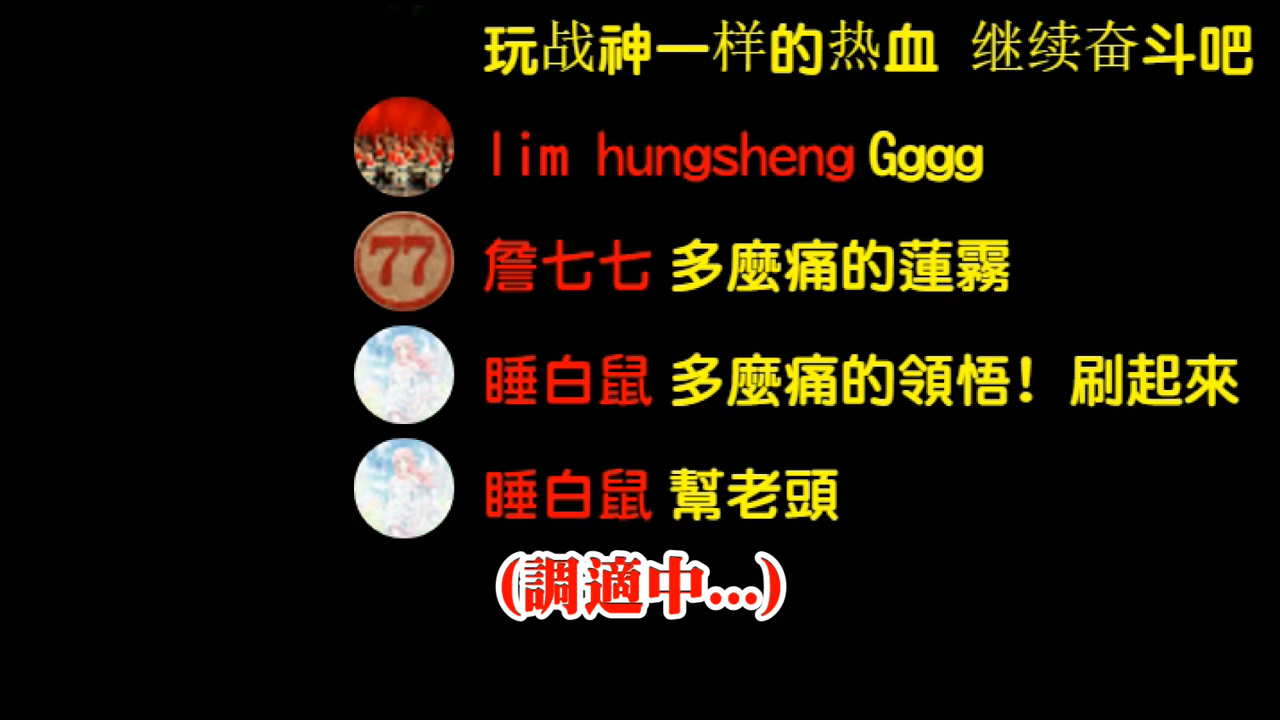 玩战神一样的热血 继续奋斗吧
lim hungsheng Gggg
77
詹七七 多麼痛的蓮霧
睡白鼠 多麼痛的領悟! 刷起來
睡白鼠 幫老頭
(調適中...)